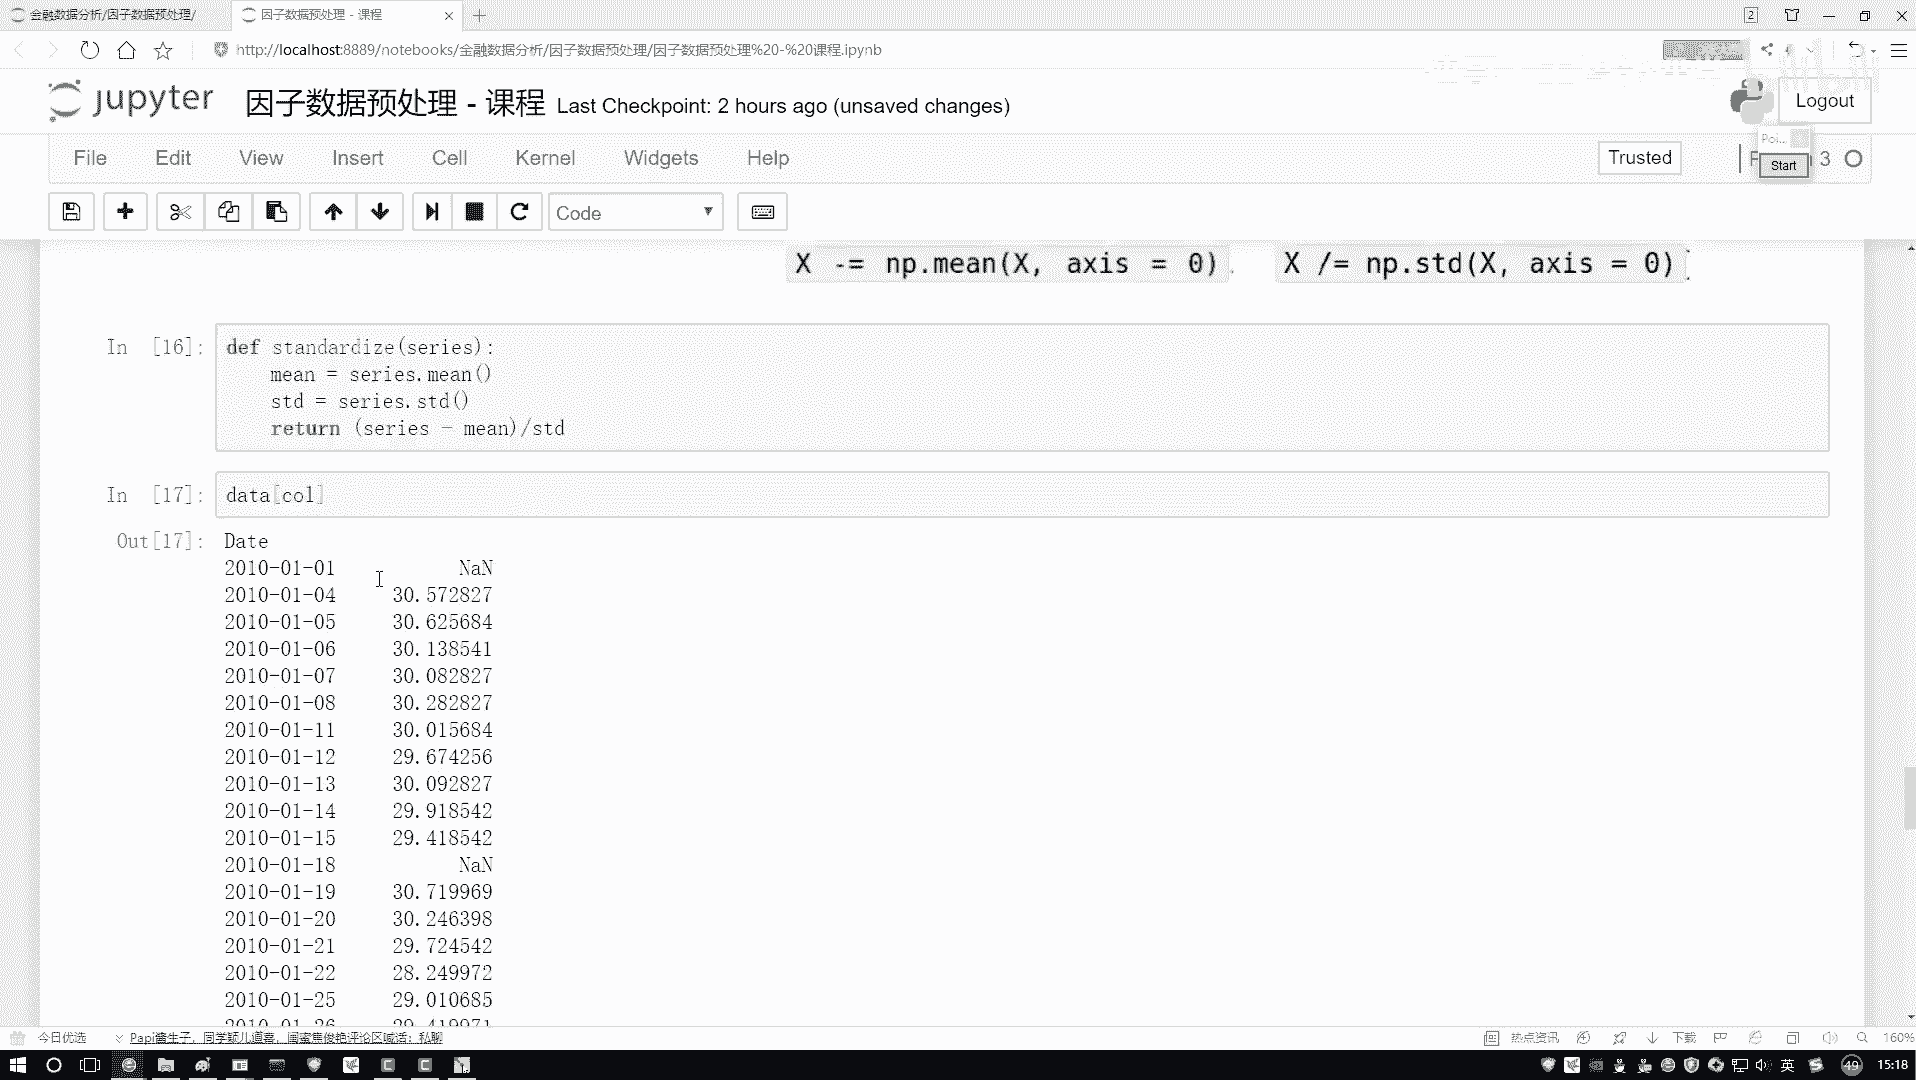 金融数据分析/因子数据预处理/
因子数据预处理 - 课程
2
http://localhost:8889/notebooks/金融数据分析/因子数据预处理/因子数据预处理%20-%20课程.ipynb
jupyter 因子数据预处理 - 课程 Last Checkpoint: 2 hours ago (unsaved changes)
Logout
Poi...
File Edit View Insert Cell Kernel Widgets Help
Trusted
Start
3
Code
X -= np.mean(X, axis = 0) X /= np.std(X, axis = 0)
In [16]: def standardize(series):
mean = series.mean()
std = series.std()
return (series - mean)/std
In [17]: data[col]
Out[17]: Date
2010-01-01 NaN
2010-01-04 30.572827
2010-01-05 30.625684
2010-01-06 30.138541
2010-01-07 30.082827
2010-01-08 30.282827
2010-01-11 30.015684
2010-01-12 29.674256
2010-01-13 30.092827
2010-01-14 29.918542
2010-01-15 29.418542
2010-01-18 NaN
2010-01-19 30.719969
2010-01-20 30.246398
2010-01-21 29.724542
2010-01-22 28.249972
2010-01-25 29.010685
2010-01-26 29.419971
今日优选
Papi酱生子，同学颖儿道喜，闺蜜焦俊艳评论区喊话：私聊
热点资讯
下载
160%
英
49
15:18